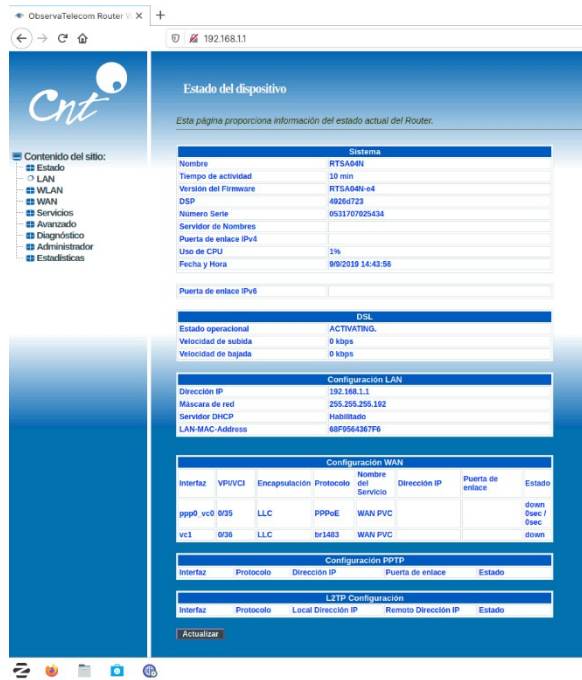 ObservaTelecom Router W
192.168.1.1
Cnt
Contenido del sitio:
Estado
LAN
WLAN
WAN
Servicios
Avanzado
Diagnóstico
Administrador
Estadísticas
Estado del dispositivo
Esta página proporciona información del estado actual del Router.
Sistema
Nombre RTSA04N
Tiempo de actividad 10 min
Versión del Firmware RTSA04N-e4
DSP 4926d723
Número Serie 0531707025434
Servidor de Nombres
Puerta de enlace IPv4
Uso de CPU 1%
Fecha y Hora 9/9/2019 14:43:56
Puerta de enlace IPv6
DSL
Estado operacional ACTIVATING.
Velocidad de subida 0 kbps
Velocidad de bajada 0 kbps
Configuración LAN
Dirección IP 192.168.1.1
Máscara de red 255.255.255.192
Servidor DHCP Habilitado
LAN-MAC-Address 68F9564367F6
Configuración WAN
Interfaz VPI/VCI Encapsulación Protocolo Nombre del Servicio Dirección IP Puerta de enlace Estado
ppp0_vc0 0/35 LLC PPPoE WAN PVC down 0sec / 0sec
vc1 0/36 LLC br1483 WAN PVC down
Configuración PPTP
Interfaz Protocolo Dirección IP Puerta de enlace Estado
L2TP Configuración
Interfaz Protocolo Local Dirección IP Remoto Dirección IP Estado
Actualizar